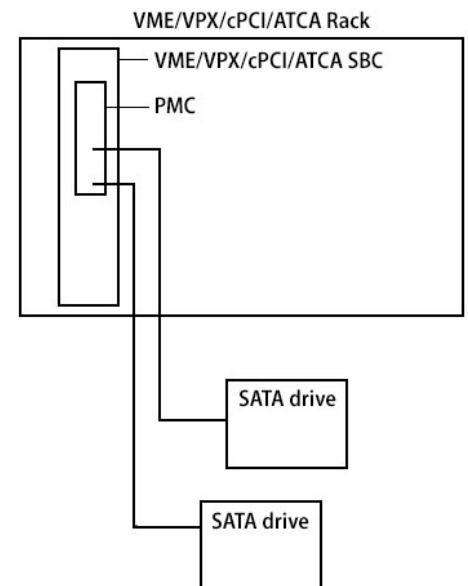 VME/VPX/cPCI/ATCA Rack
VME/VPX/cPCI/ATCA SBC
PMC
SATA drive
SATA drive